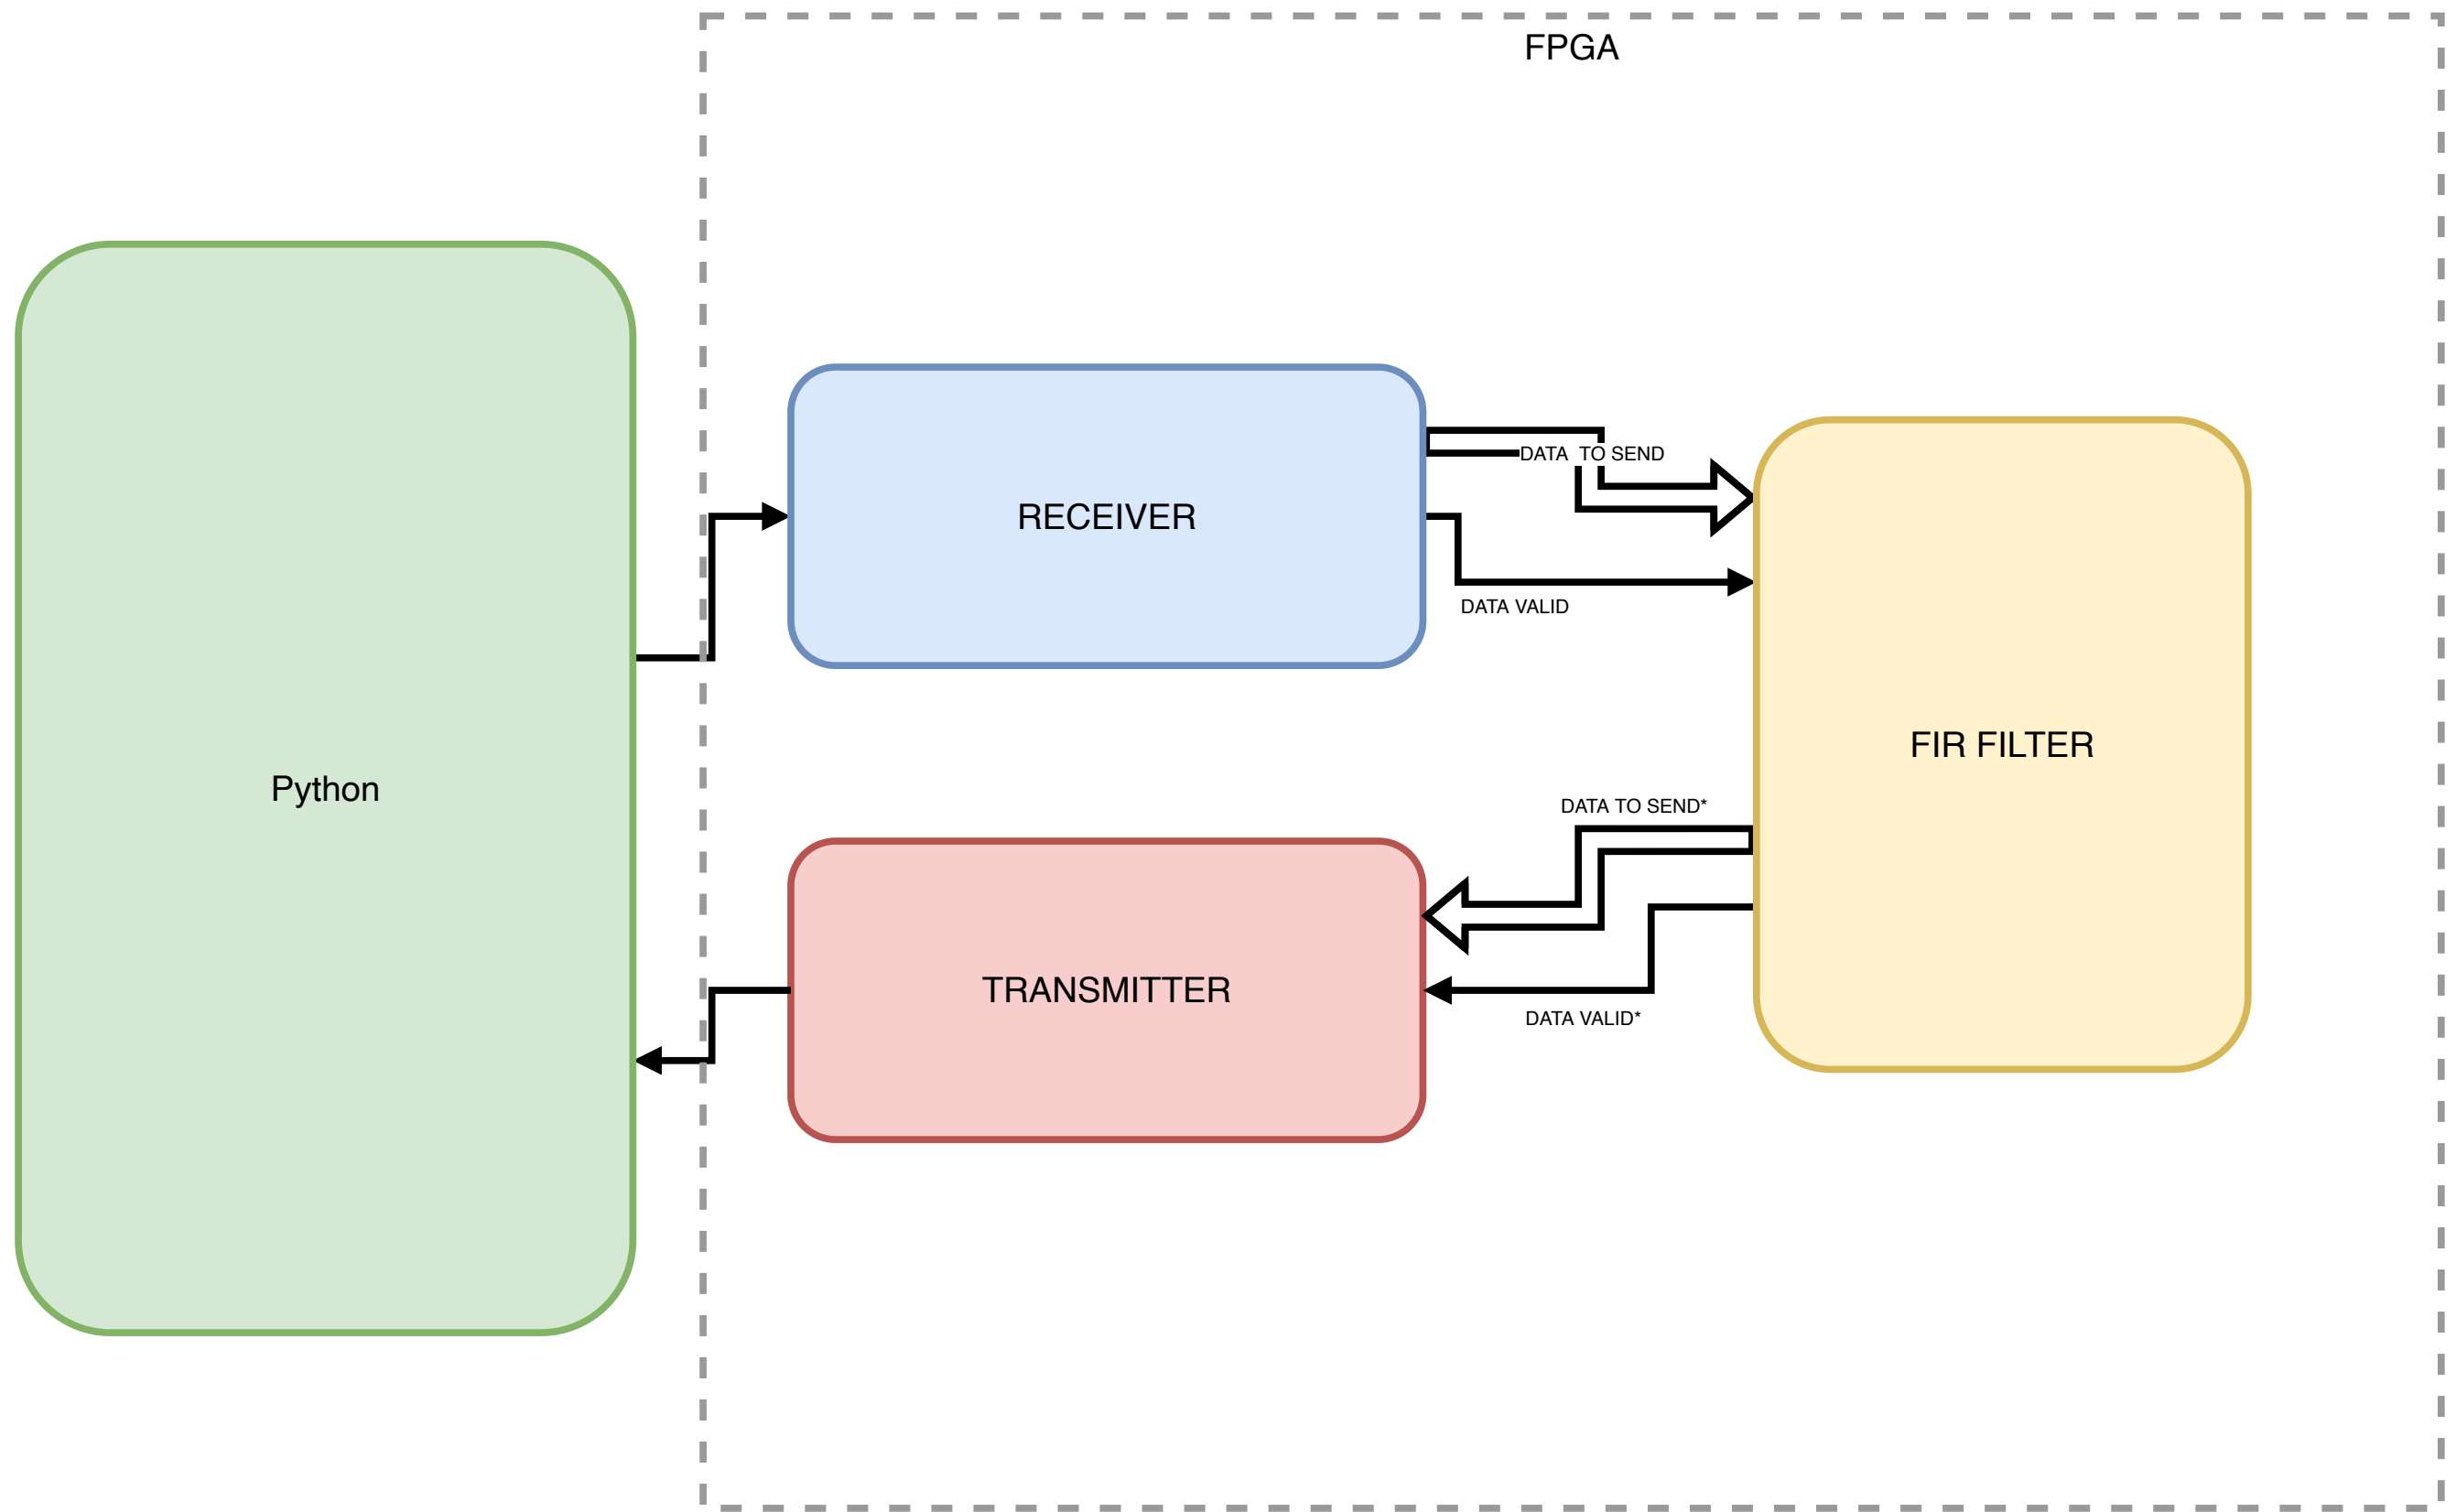 FPGA
DATA  TO SEND
RECEIVER
DATA VALID
FIR FILTER
Python
DATA TO SEND*
TRANSMITTER
DATA VALID*